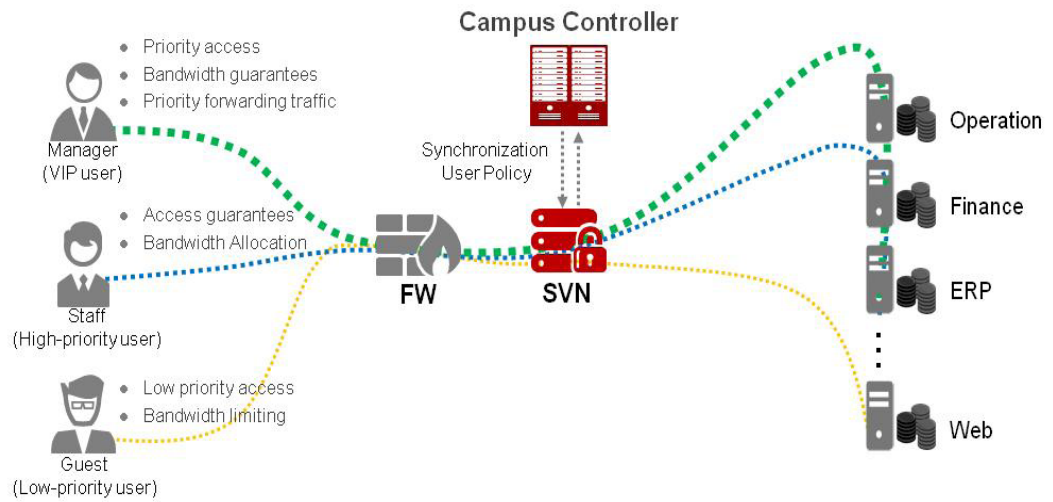 Campus Controller
Priority access
Bandwidth guarantees
Priority forwarding traffic
Manager
(VIP user)
Synchronization
User Policy
Operation
Access guarantees
Bandwidth Allocation
Finance
Staff
(High-priority user)
FW
SVN
ERP
Low priority access
Bandwidth limiting
Guest
(Low-priority user)
Web